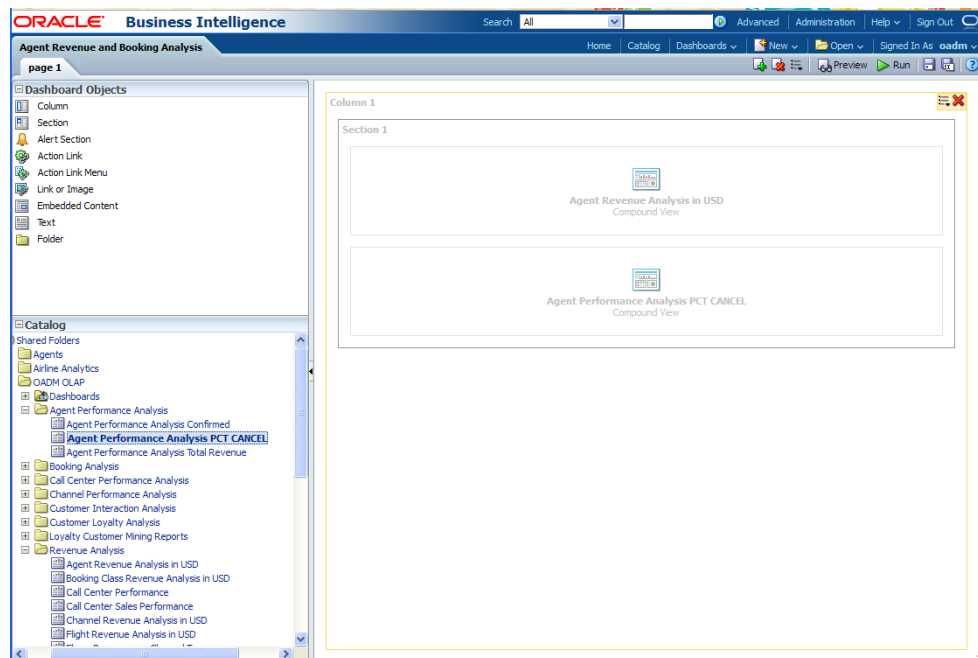 ORACLE Business Intelligence
Search All Advanced Administration Help Sign Out
Agent Revenue and Booking Analysis
Home Catalog Dashboards New Open Signed In As oadm
page 1
Preview Run
Dashboard Objects
Column
Section
Alert Section
Action Link
Action Link Menu
Link or Image
Embedded Content
Text
Folder
Catalog
Shared Folders
Agents
Airline Analytics
OADM OLAP
Dashboards
Agent Performance Analysis
Agent Performance Analysis Confirmed
Agent Performance Analysis PCT CANCEL
Agent Performance Analysis Total Revenue
Booking Analysis
Call Center Performance Analysis
Channel Performance Analysis
Customer Interaction Analysis
Customer Loyalty Analysis
Loyalty Customer Mining Reports
Revenue Analysis
Agent Revenue Analysis in USD
Booking Class Revenue Analysis in USD
Call Center Performance
Call Center Sales Performance
Channel Revenue Analysis in USD
Flight Revenue Analysis in USD
Column 1
Section 1
Agent Revenue Analysis in USD
Compound View
Agent Performance Analysis PCT CANCEL
Compound View